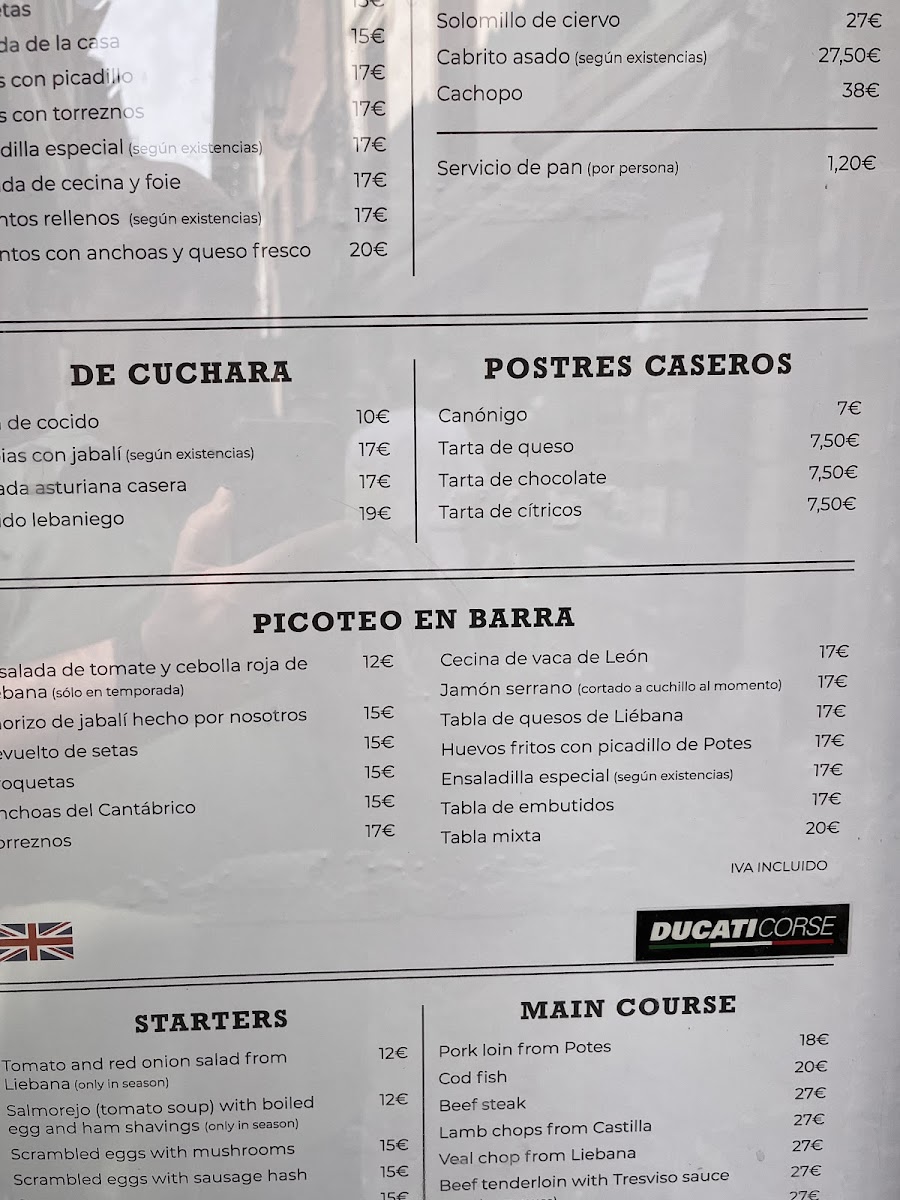 etas
15€
da de la casa 15€
s con picadillo 17€
s con torreznos 17€
dilla especial (según existencias) 17€
da de cecina y foie 17€
ntos rellenos (según existencias) 17€
ntos con anchoas y queso fresco 20€
Solomillo de ciervo 27€
Cabrito asado (según existencias) 27,50€
Cachopo 38€
Servicio de pan (por persona) 1,20€
DE CUCHARA
de cocido 10€
ias con jabalí (según existencias) 17€
ada asturiana casera 17€
ido lebaniego 19€
POSTRES CASEROS
Canónigo 7€
Tarta de queso 7,50€
Tarta de chocolate 7,50€
Tarta de cítricos 7,50€
PICOTEO EN BARRA
salada de tomate y cebolla roja de 12€
ebana (sólo en temporada)
orizo de jabalí hecho por nosotros 15€
evuelto de setas 15€
roquetas 15€
nchoas del Cantábrico 15€
orreznos 17€
Cecina de vaca de León 17€
Jamón serrano (cortado a cuchillo al momento) 17€
Tabla de quesos de Liébana 17€
Huevos fritos con picadillo de Potes 17€
Ensaladilla especial (según existencias) 17€
Tabla de embutidos 17€
Tabla mixta 20€
IVA INCLUIDO
DUCATICORSE
STARTERS
Tomato and red onion salad from 12€
Liebana (only in season)
Salmorejo (tomato soup) with boiled 12€
egg and ham shavings (only in season)
Scrambled eggs with mushrooms 15€
Scrambled eggs with sausage hash 15€
15€
MAIN COURSE
Pork loin from Potes 18€
Cod fish 20€
Beef steak 27€
Lamb chops from Castilla 27€
Veal chop from Liebana 27€
Beef tenderloin with Tresviso sauce 27€
27€